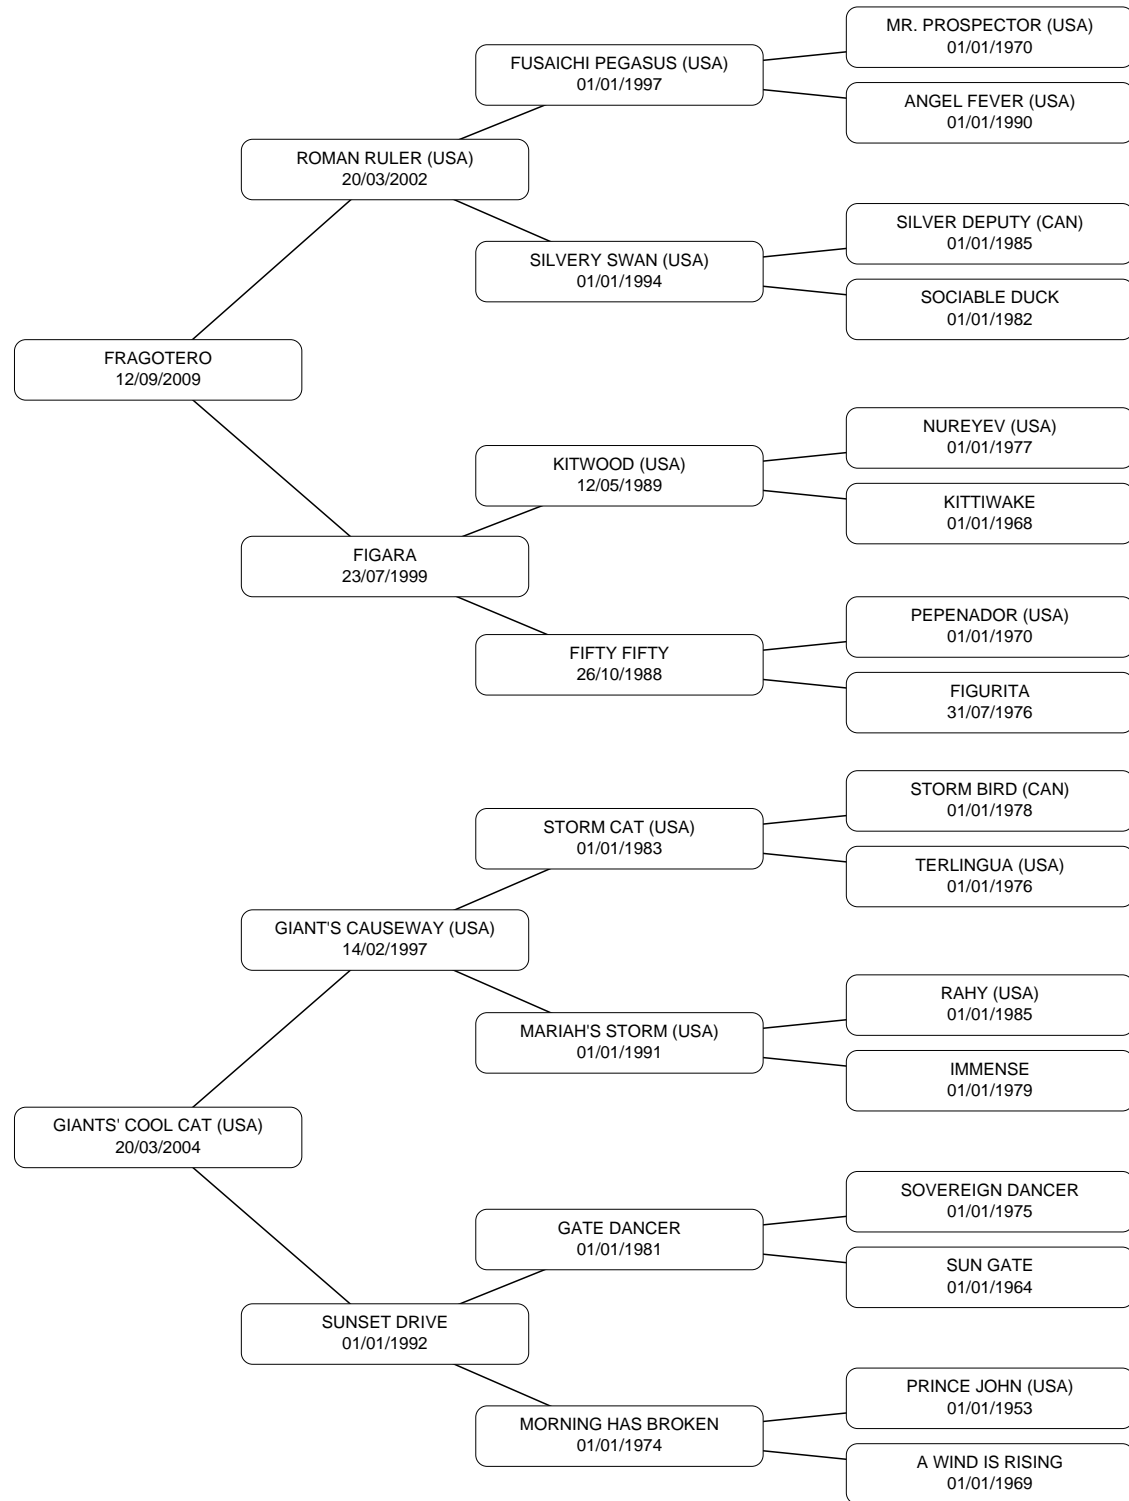 MR. PROSPECTOR (USA)
01/01/1970
FUSAICHI PEGASUS (USA)
01/01/1997
ANGEL FEVER (USA)
01/01/1990
ROMAN RULER (USA)
20/03/2002
SILVER DEPUTY (CAN)
01/01/1985
SILVERY SWAN (USA)
01/01/1994
SOCIABLE DUCK
01/01/1982
FRAGOTERO
12/09/2009
NUREYEV (USA)
01/01/1977
KITWOOD (USA)
12/05/1989
KITTIWAKE
01/01/1968
FIGARA
23/07/1999
PEPENADOR (USA)
01/01/1970
FIFTY FIFTY
26/10/1988
FIGURITA
31/07/1976
STORM BIRD (CAN)
01/01/1978
STORM CAT (USA)
01/01/1983
TERLINGUA (USA)
01/01/1976
GIANT'S CAUSEWAY (USA)
14/02/1997
RAHY (USA)
01/01/1985
MARIAH'S STORM (USA)
01/01/1991
IMMENSE
01/01/1979
GIANTS' COOL CAT (USA)
20/03/2004
SOVEREIGN DANCER
01/01/1975
GATE DANCER
01/01/1981
SUN GATE
01/01/1964
SUNSET DRIVE
01/01/1992
PRINCE JOHN (USA)
01/01/1953
MORNING HAS BROKEN
01/01/1974
A WIND IS RISING
01/01/1969